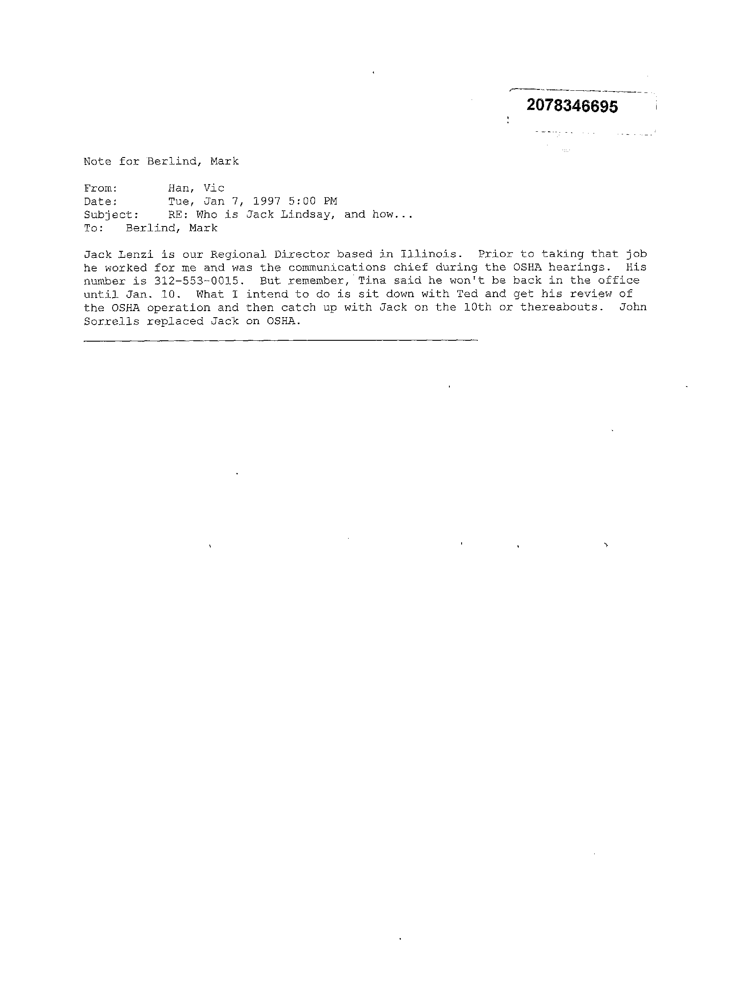 2078346695
Note for Berlind, Mark
From: Han, Vic
Date: Tue, Jan 7, 1997 5:00 PM
Subject: RE: Who is Jack Lindsay, and how...
To: Berlind, Mark
Jack Lenzi is our Regional Director based in Illinois. Prior to taking that job
he worked for me and was the communications chief during the OSHA hearings. His
number is 312-553-0015. But remember, Tina said he won't be back in the office
until Jan. 10. What I intend to do is sit down with Ted and get his review of
the OSHA operation and then catch up with Jack on the 10th or thereabouts. John
Sorrells replaced Jack on OSHA.